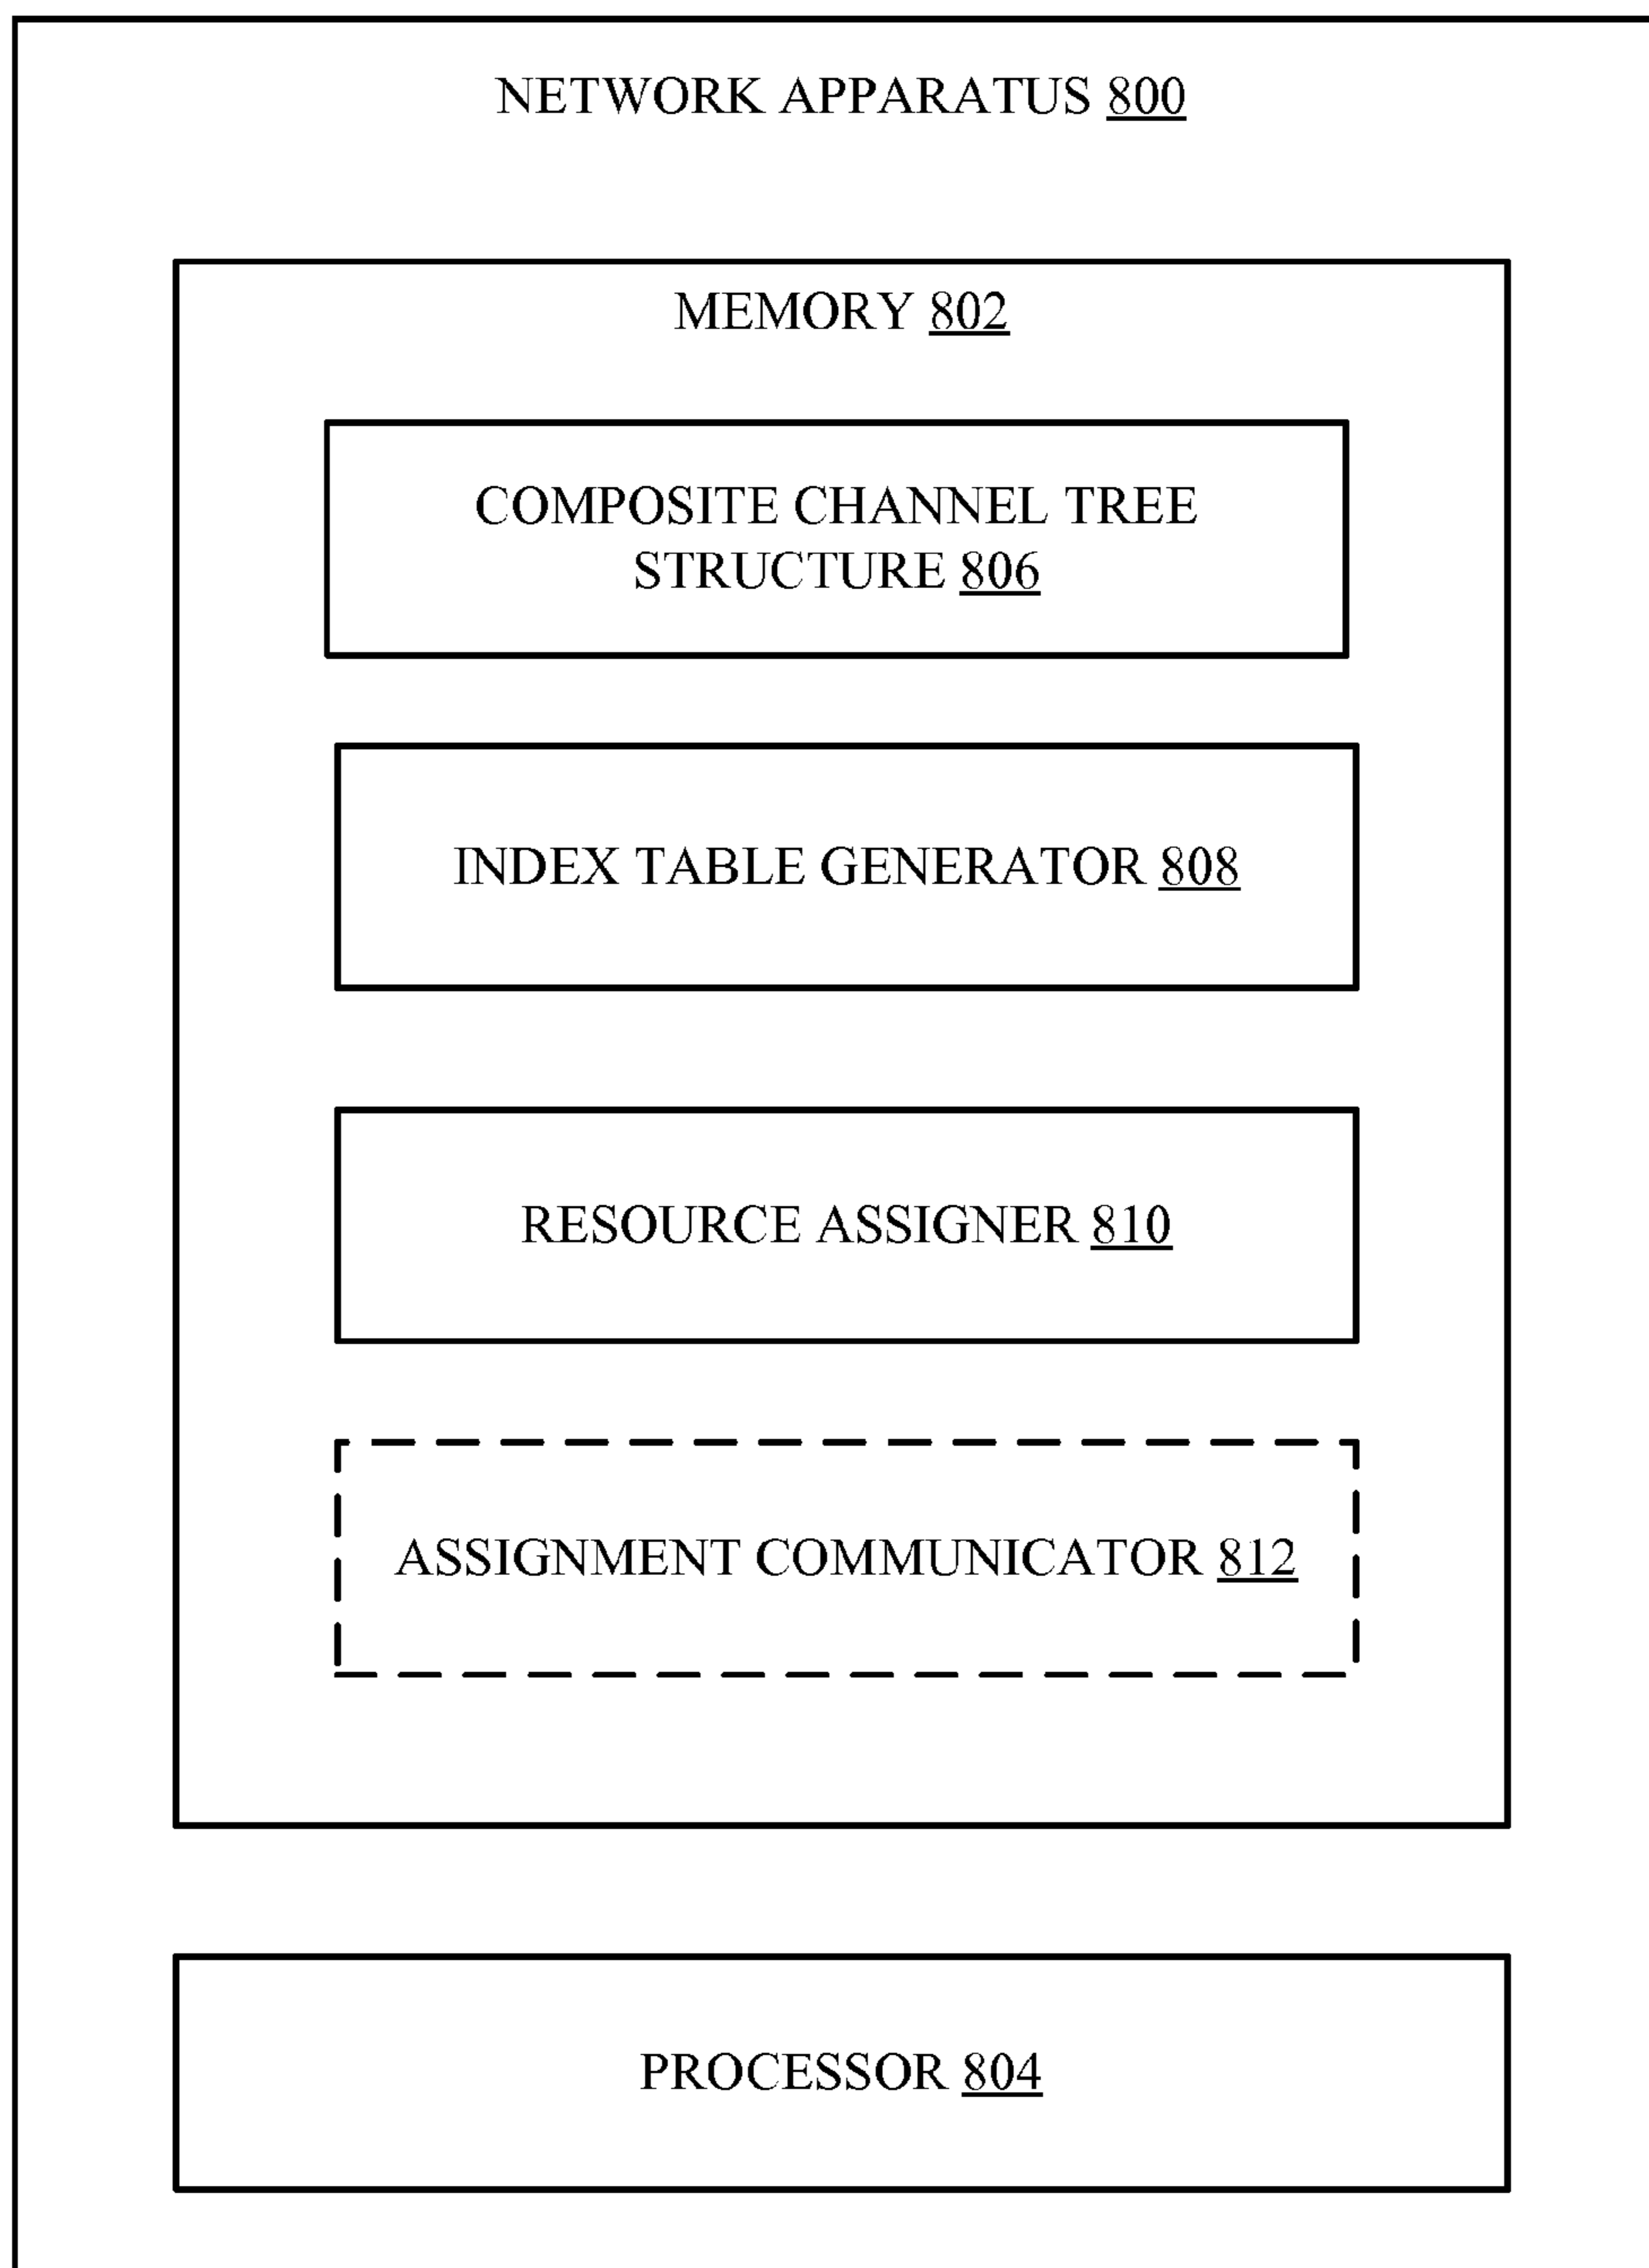 NETWORK APPARATUS 800
MEMORY 802
COMPOSITE CHANNEL TREE
STRUCTURE 806
INDEX TABLE GENERATOR 808
RESOURCE ASSIGNER 810
ASSIGNMENT COMMUNICATOR 812
PROCESSOR 804